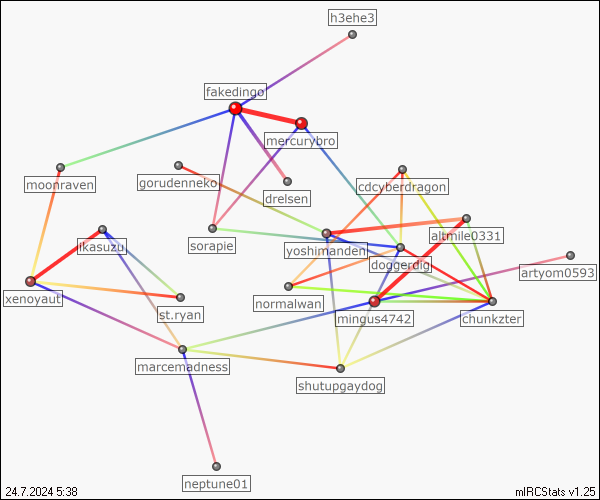 h3ehe3
fakedingo
mercurybro
moonraven
gorudenneko
drelsen
cdcyberdragon
ikasuzu
sorapie
yoshimanden
altmile0331
doggerdig
artyom0593
xenoyaut
st.ryan
normalwan
mingus4742
chunkzter
marcemadness
shutupgaydog
neptune01
24.7.2024 5:38
mIRCStats v1.25